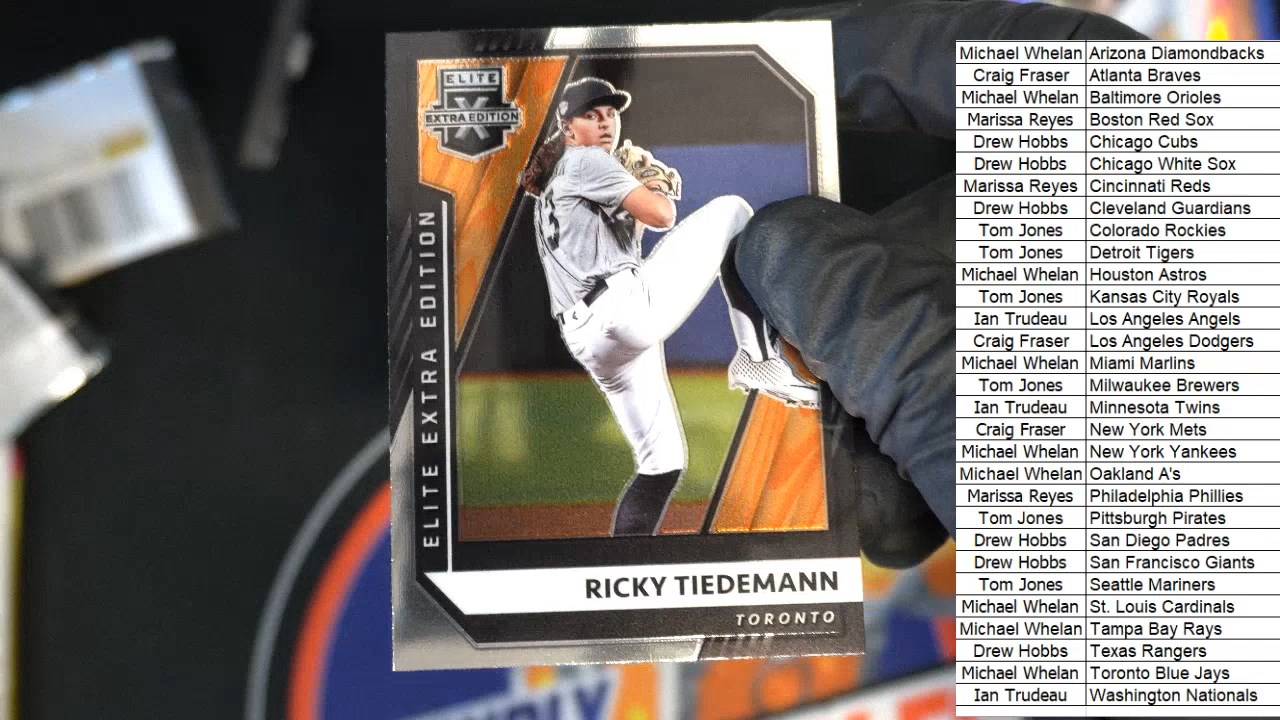 ELITE
X
EXTRA EDITION
ELITE EXTRA EDITION
RICKY TIEDEMANN
TORONTO
Michael Whelan Arizona Diamondbacks
Craig Fraser Atlanta Braves
Michael Whelan Baltimore Orioles
Marissa Reyes Boston Red Sox
Drew Hobbs Chicago Cubs
Drew Hobbs Chicago White Sox
Marissa Reyes Cincinnati Reds
Drew Hobbs Cleveland Guardians
Tom Jones Colorado Rockies
Tom Jones Detroit Tigers
Michael Whelan Houston Astros
Tom Jones Kansas City Royals
Ian Trudeau Los Angeles Angels
Craig Fraser Los Angeles Dodgers
Michael Whelan Miami Marlins
Tom Jones Milwaukee Brewers
Ian Trudeau Minnesota Twins
Craig Fraser New York Mets
Michael Whelan New York Yankees
Michael Whelan Oakland A's
Marissa Reyes Philadelphia Phillies
Tom Jones Pittsburgh Pirates
Drew Hobbs San Diego Padres
Drew Hobbs San Francisco Giants
Tom Jones Seattle Mariners
Michael Whelan St. Louis Cardinals
Michael Whelan Tampa Bay Rays
Drew Hobbs Texas Rangers
Michael Whelan Toronto Blue Jays
Ian Trudeau Washington Nationals